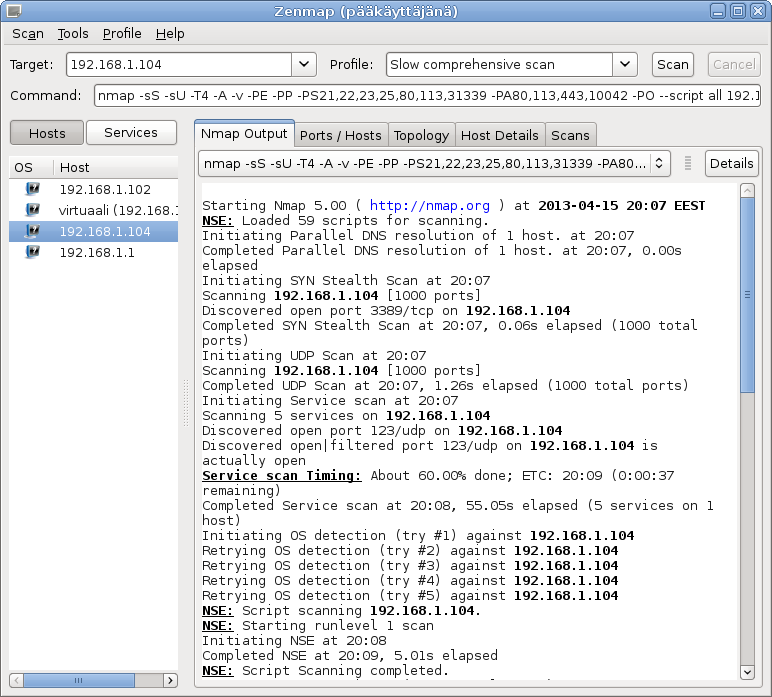 Zenmap (pääkäyttäjänä)
Scan Tools Profile Help
Target: 192.168.1.104 Profile: Slow comprehensive scan Scan Cancel
Command: nmap -sS -sU -T4 -A -v -PE -PP -PS21,22,23,25,80,113,31339 -PA80,113,443,10042 -PO --script all 192.1
Hosts Services
OS Host
192.168.1.102
virtuaali (192.168.1
192.168.1.104
192.168.1.1
Nmap Output Ports / Hosts Topology Host Details Scans
nmap -sS -sU -T4 -A -v -PE -PP -PS21,22,23,25,80,113,31339 -PA80... Details
Starting Nmap 5.00 ( http://nmap.org ) at 2013-04-15 20:07 EEST
NSE: Loaded 59 scripts for scanning.
Initiating Parallel DNS resolution of 1 host. at 20:07
Completed Parallel DNS resolution of 1 host. at 20:07, 0.00s
elapsed
Initiating SYN Stealth Scan at 20:07
Scanning 192.168.1.104 [1000 ports]
Discovered open port 3389/tcp on 192.168.1.104
Completed SYN Stealth Scan at 20:07, 0.06s elapsed (1000 total
ports)
Initiating UDP Scan at 20:07
Scanning 192.168.1.104 [1000 ports]
Completed UDP Scan at 20:07, 1.26s elapsed (1000 total ports)
Initiating Service scan at 20:07
Scanning 5 services on 192.168.1.104
Discovered open port 123/udp on 192.168.1.104
Discovered open|filtered port 123/udp on 192.168.1.104 is
actually open
Service scan Timing: About 60.00% done; ETC: 20:09 (0:00:37
remaining)
Completed Service scan at 20:08, 55.05s elapsed (5 services on 1
host)
Initiating OS detection (try #1) against 192.168.1.104
Retrying OS detection (try #2) against 192.168.1.104
Retrying OS detection (try #3) against 192.168.1.104
Retrying OS detection (try #4) against 192.168.1.104
Retrying OS detection (try #5) against 192.168.1.104
NSE: Script scanning 192.168.1.104.
NSE: Starting runlevel 1 scan
Initiating NSE at 20:08
Completed NSE at 20:09, 5.01s elapsed
NSE: Script Scanning completed.